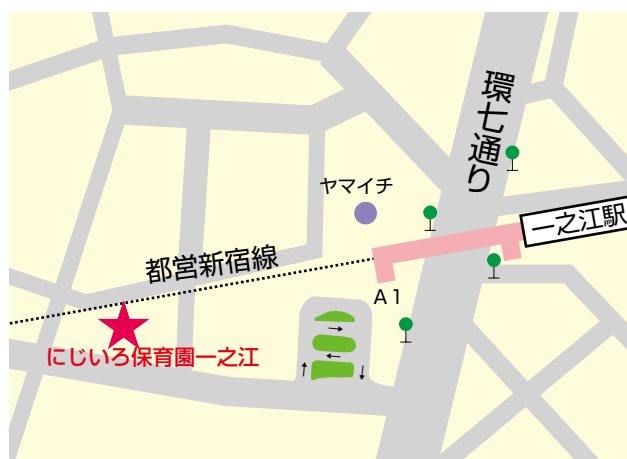 環七通り
ヤマイチ
一之江駅
都営新宿線
A1
にじいろ保育園一之江